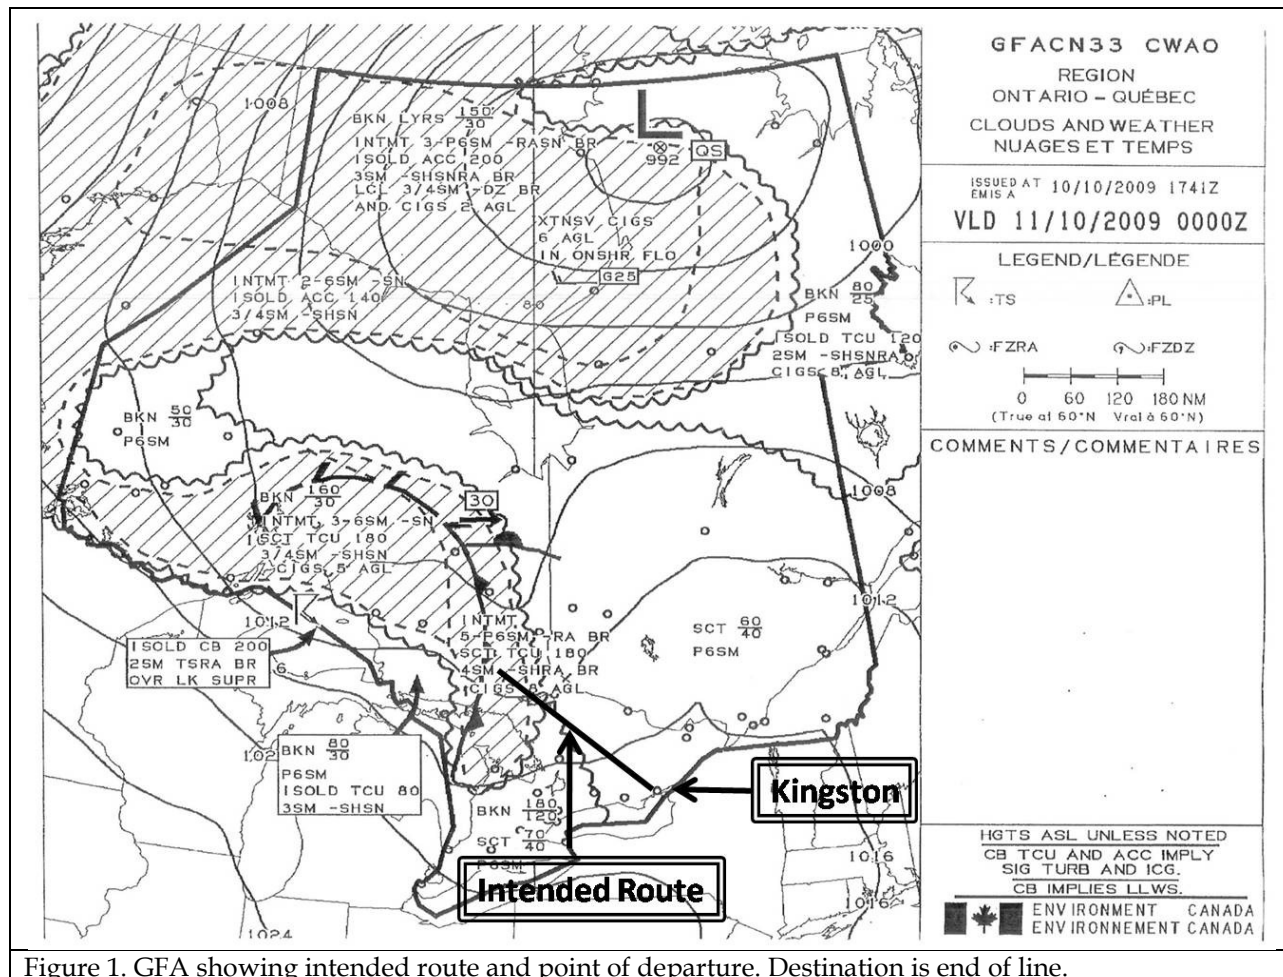 1008
BKN LYRS 150/30
INTMT 3-P6SM -RASN BR
ISOLD ACC 200
3SM -SHSNRA BR
LCL 3/4SM -DZ BR
AND CIGS 2 AGL
L
992
QS
XTNSV CIGS
6 AGL
IN ONSHR FLO
G25
80
INTMT 2-6SM -SN
ISOLD ACC 140
3/4SM -SHSN
1000
BKN 80/25
P6SM
ISOLD TCU 120
2SM -SHSNRA
CIGS 8 AGL
BKN 50/30
P6SM
BKN 160/30
INTMT 3-6SM -SN
SCT TCU 180
3/4SM -SHSN
CIGS 5 AGL
30
1008
1012
1012
INTMT
5-P6SM -RA BR
SCT TCU 180
4SM -SHRA BR
CIGS 8 AGL
SCT 60/40
P6SM
ISOLD CB 200
2SM TSRA BR
OVR LK SUPR
BKN 80/30
P6SM
ISOLD TCU 80
3SM -SHSN
BKN 180/120
SCT 70/40
P6SM
Kingston
Intended Route
1016
1016
1024
GFACN33 CWAO
REGION
ONTARIO – QUÉBEC
CLOUDS AND WEATHER
NUAGES ET TEMPS
ISSUED AT
EMIS A
10/10/2009 1741Z
VLD 11/10/2009 0000Z
LEGEND/LÉGENDE
:TS
:PL
:FZRA
:FZDZ
0 60 120 180 NM
(True at 60°N Vrai à 60°N)
COMMENTS/COMMENTAIRES
HGTS ASL UNLESS NOTED
CB TCU AND ACC IMPLY
SIG TURB AND ICG.
CB IMPLIES LLWS.
ENVIRONMENT CANADA
ENVIRONNEMENT CANADA
Figure 1. GFA showing intended route and point of departure. Destination is end of line.